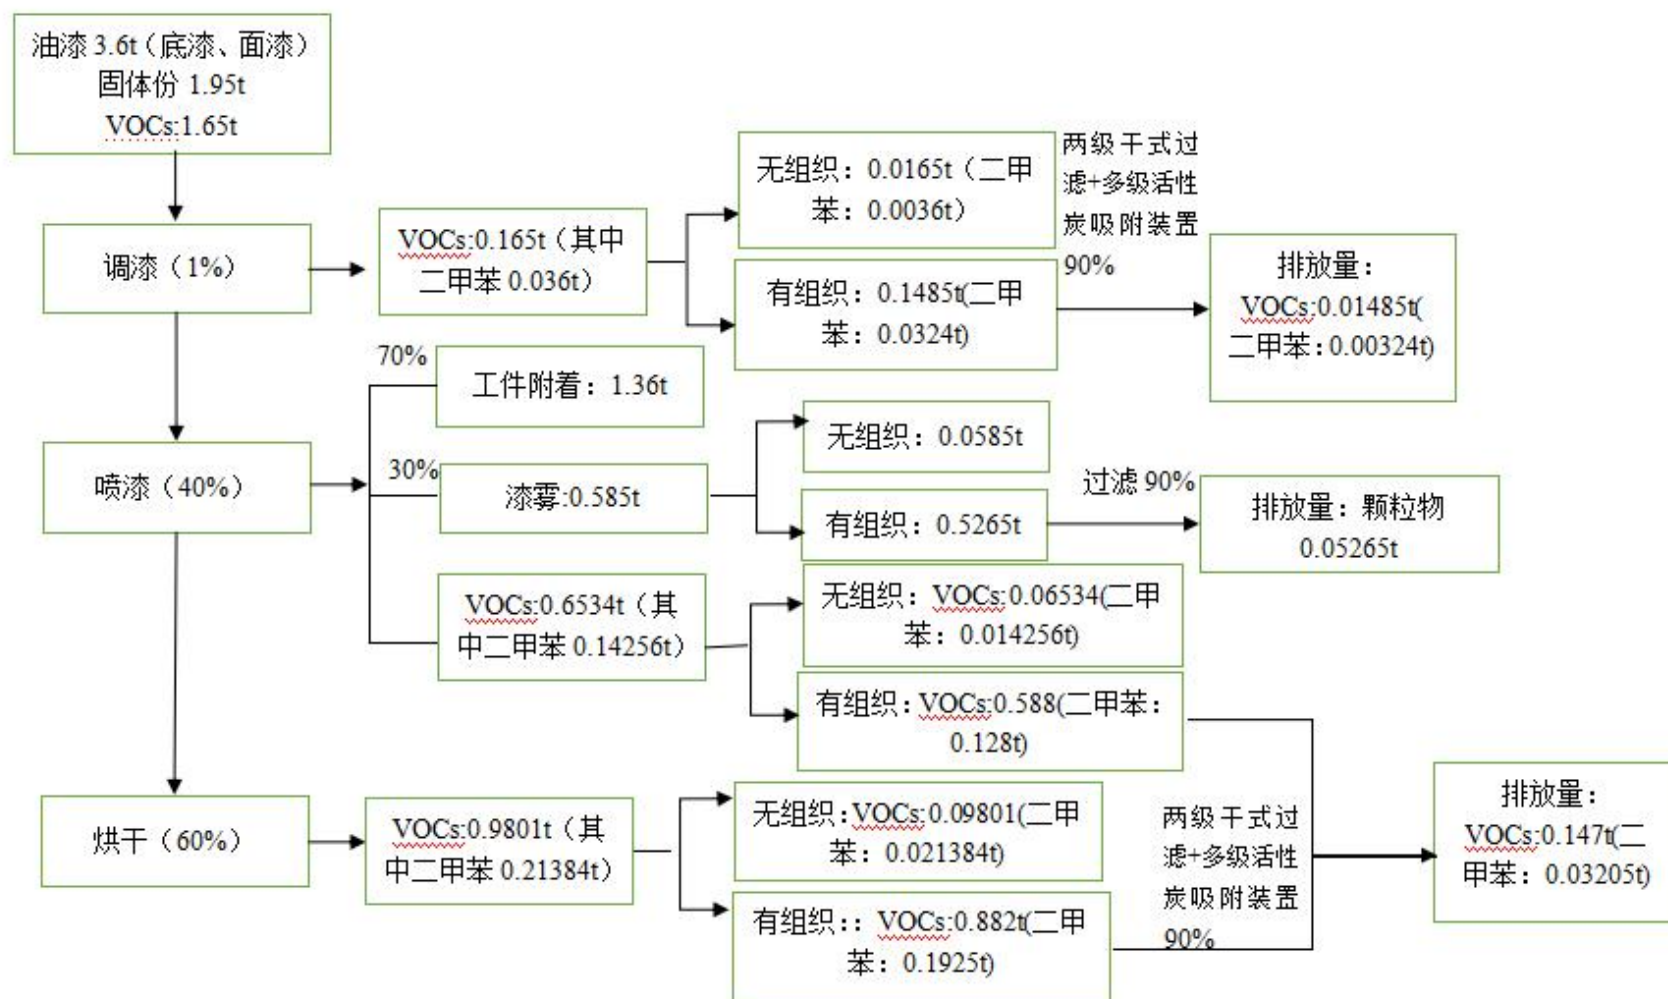 油漆 3.6t（底漆、面漆）
固体份 1.95t
VOCs:1.65t
调漆（1%）
VOCs:0.165t（其中
二甲苯 0.036t）
无组织：0.0165t（二甲
苯：0.0036t）
有组织：0.1485t(二甲
苯：0.0324t)
两级干式过
滤+多级活性
炭吸附装置
90%
排放量：
VOCs:0.01485t(
二甲苯:0.00324t)
喷漆（40%）
70%
工件附着：1.36t
30%
漆雾:0.585t
无组织：0.0585t
有组织：0.5265t
过滤 90%
排放量：颗粒物
0.05265t
VOCs:0.6534t（其
中二甲苯 0.14256t）
无组织：VOCs:0.06534(二甲
苯：0.014256t)
有组织：VOCs:0.588(二甲苯：
0.128t)
烘干（60%）
VOCs:0.9801t（其
中二甲苯 0.21384t）
无组织:VOCs:0.09801(二甲
苯：0.021384t)
有组织：: VOCs:0.882t(二甲
苯：0.1925t)
两级干式过
滤+多级活性
炭吸附装置
90%
排放量：
VOCs:0.147t(二
甲苯：0.03205t)